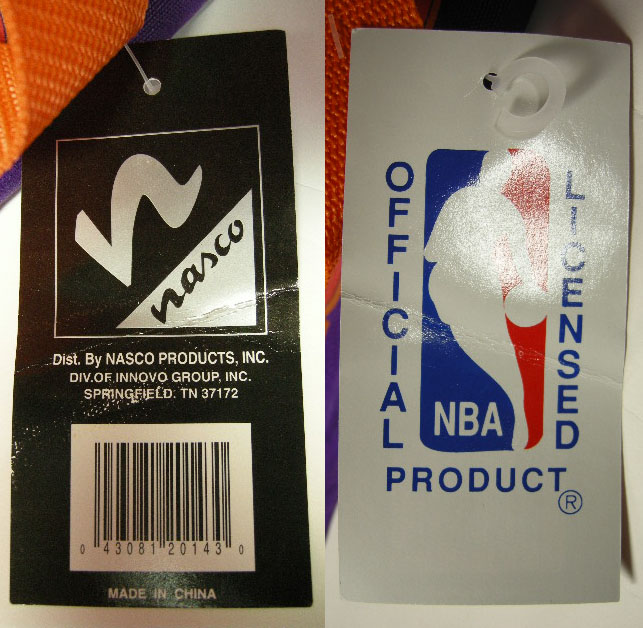 nasco
Dist. By NASCO PRODUCTS, INC.
DIV.OF INNOVO GROUP, INC.
SPRINGFIELD. TN 37172
0 43081 20143 0
MADE IN CHINA
OFFICIAL
LICENSED
NBA
PRODUCT®